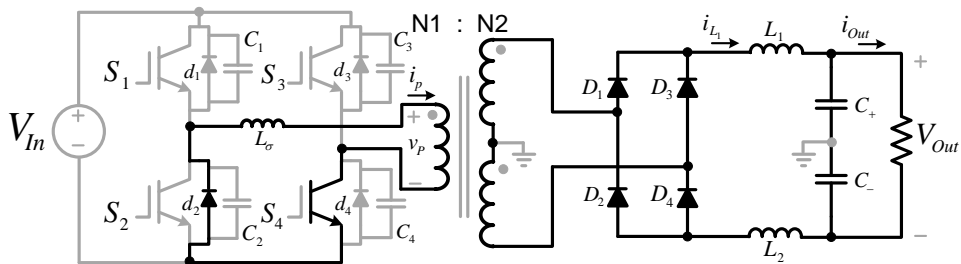 N1 : N2
S1 d1 C1 S3 d3 C3
ip
iL1 L1 iOut
+
VIn
+
−
Lσ
+
vP
−
D1 D3
D2 D4
C+
C−
+
VOut
−
S2 d2 C2 S4 d4 C4
L2